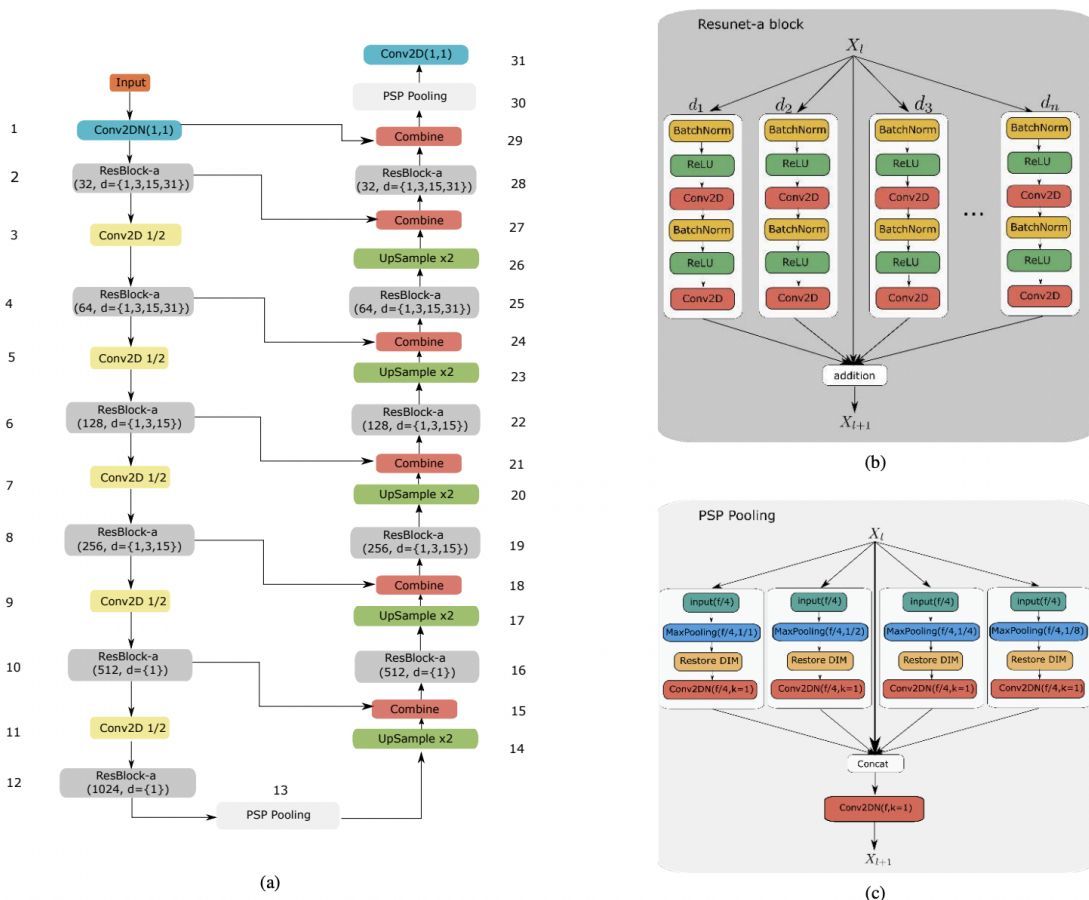 Input
1
Conv2DN(1,1)
2
ResBlock-a
(32, d={1,3,15,31})
3
Conv2D 1/2
4
ResBlock-a
(64, d={1,3,15,31})
5
Conv2D 1/2
6
ResBlock-a
(128, d={1,3,15})
7
Conv2D 1/2
8
ResBlock-a
(256, d={1,3,15})
9
Conv2D 1/2
10
ResBlock-a
(512, d={1})
11
Conv2D 1/2
12
ResBlock-a
(1024, d={1})
13
PSP Pooling
Conv2D(1,1)
31
PSP Pooling
30
Combine
29
ResBlock-a
(32, d={1,3,15,31})
28
Combine
27
UpSample x2
26
ResBlock-a
(64, d={1,3,15,31})
25
Combine
24
UpSample x2
23
ResBlock-a
(128, d={1,3,15})
22
Combine
21
UpSample x2
20
ResBlock-a
(256, d={1,3,15})
19
Combine
18
UpSample x2
17
ResBlock-a
(512, d={1})
16
Combine
15
UpSample x2
14
(a)
Resunet-a block
X_l
d_1 d_2 d_3 d_n
BatchNorm BatchNorm BatchNorm BatchNorm
ReLU ReLU ReLU ReLU
Conv2D Conv2D Conv2D Conv2D
...
BatchNorm BatchNorm BatchNorm BatchNorm
ReLU ReLU ReLU ReLU
Conv2D Conv2D Conv2D Conv2D
addition
X_{l+1}
(b)
PSP Pooling
X_l
input(f/4) input(f/4) input(f/4) input(f/4)
MaxPooling(f/4,1/1) MaxPooling(f/4,1/2) MaxPooling(f/4,1/4) MaxPooling(f/4,1/8)
Restore DIM Restore DIM Restore DIM Restore DIM
Conv2DN(f/4,k=1) Conv2DN(f/4,k=1) Conv2DN(f/4,k=1) Conv2DN(f/4,k=1)
Concat
Conv2DN(f,k=1)
X_{l+1}
(c)